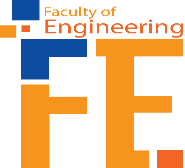 Faculty of
Engineering
FE